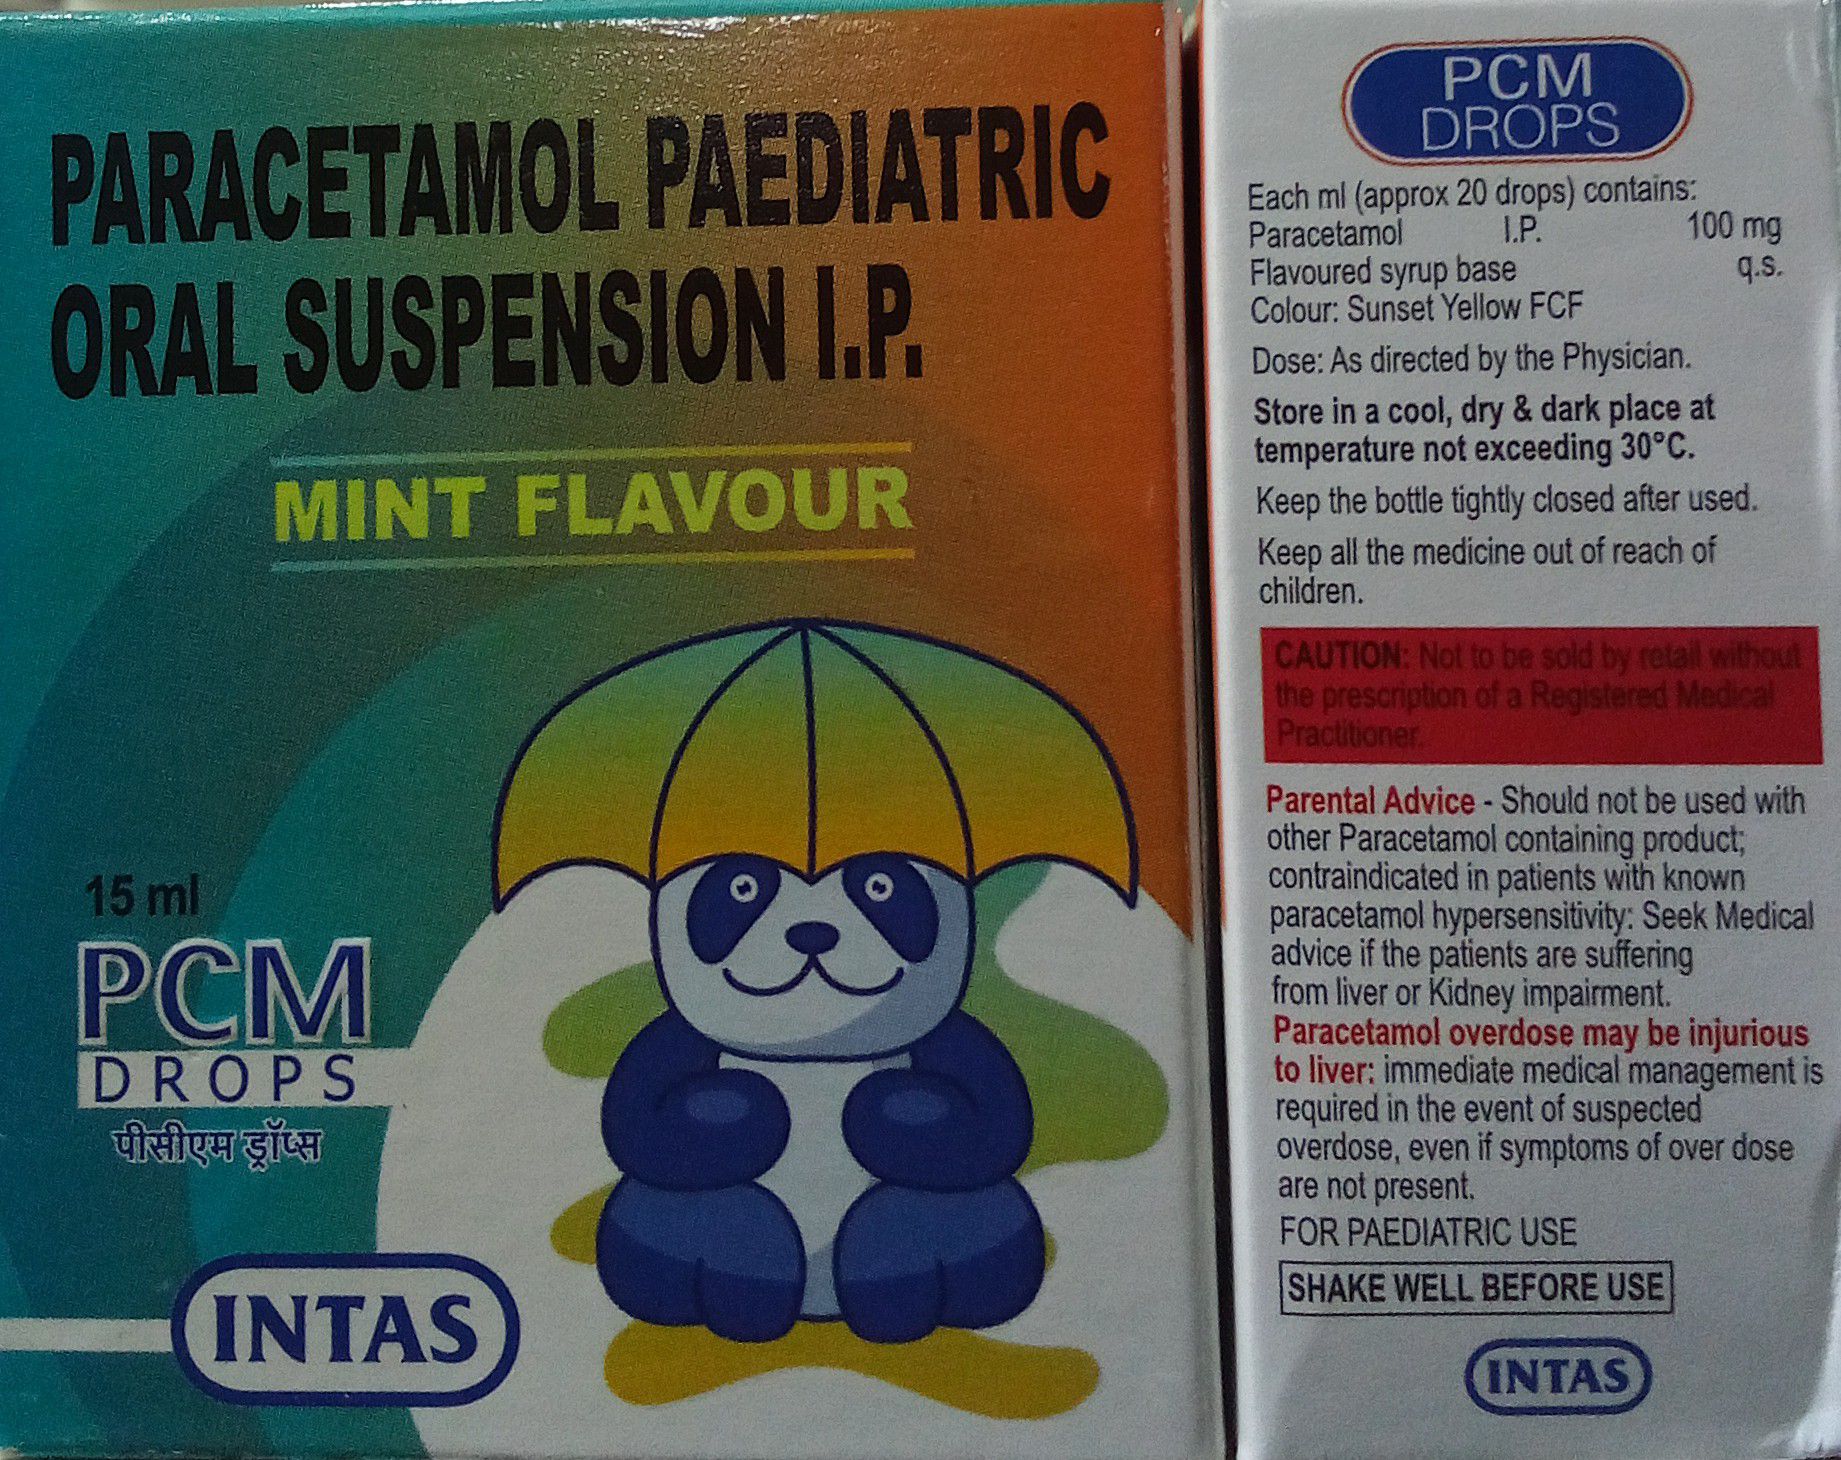 PARACETAMOL PAEDIATRIC
ORAL SUSPENSION I.P.
MINT FLAVOUR
15 ml
PCM
DROPS
पीसीएम ड्रॉप्स
INTAS
PCM
DROPS
Each ml (approx 20 drops) contains:
Paracetamol I.P. 100 mg
Flavoured syrup base q.s.
Colour: Sunset Yellow FCF
Dose: As directed by the Physician.
Store in a cool, dry & dark place at
temperature not exceeding 30°C.
Keep the bottle tightly closed after used.
Keep all the medicine out of reach of
children.
CAUTION: Not to be sold by retail without
the prescription of a Registered Medical
Practitioner.
Parental Advice - Should not be used with
other Paracetamol containing product;
contraindicated in patients with known
paracetamol hypersensitivity: Seek Medical
advice if the patients are suffering
from liver or Kidney impairment.
Paracetamol overdose may be injurious
to liver: immediate medical management is
required in the event of suspected
overdose, even if symptoms of over dose
are not present.
FOR PAEDIATRIC USE
SHAKE WELL BEFORE USE
INTAS